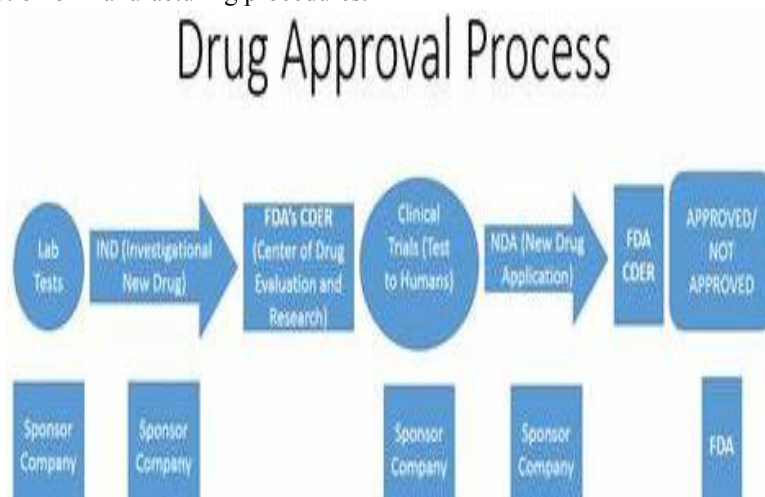 Drug Approval Process
Lab
Tests
IND (Investigational
New Drug)
FDA's CDER
(Center of Drug
Evaluation and
Research)
Clinical
Trials (Test
to Humans)
NDA (New Drug
Application)
FDA
CDER
APPROVED/
NOT
APPROVED
Sponsor
Company
Sponsor
Company
Sponsor
Company
Sponsor
Company
FDA